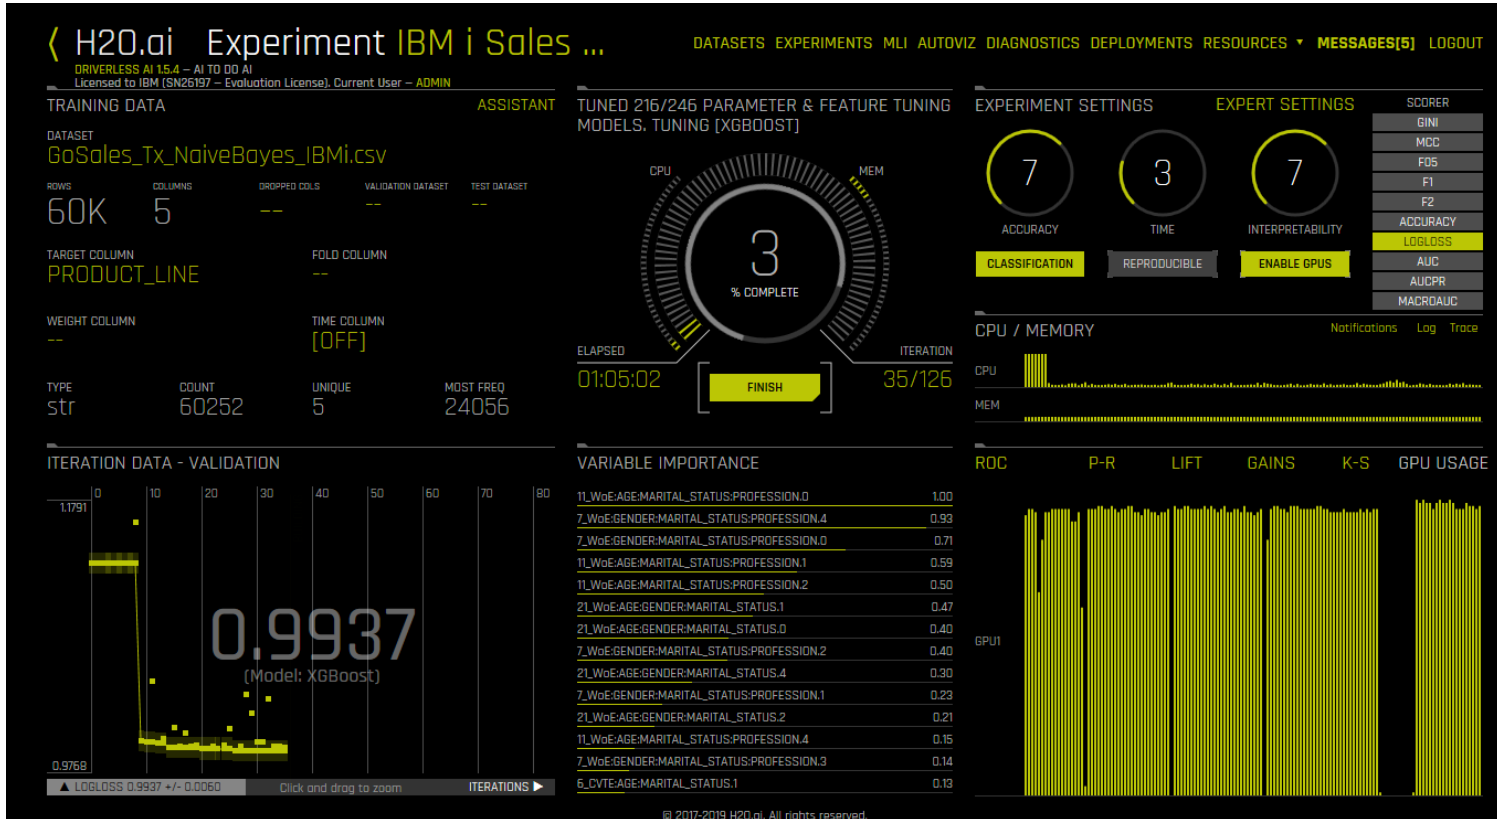 ⟨ H2O.ai Experiment IBM i Sales ...
DRIVERLESS AI 1.5.4 – AI TO DO AI
Licensed to IBM (SN26197 – Evaluation License). Current User – ADMIN
DATASETS EXPERIMENTS MLI AUTOVIZ DIAGNOSTICS DEPLOYMENTS RESOURCES ▾ MESSAGES[5] LOGOUT
TRAINING DATA ASSISTANT
DATASET
GoSales_Tx_NaiveBayes_IBMi.csv
ROWS COLUMNS DROPPED COLS VALIDATION DATASET TEST DATASET
60K 5 -- -- --
TARGET COLUMN FOLD COLUMN
PRODUCT_LINE --
WEIGHT COLUMN TIME COLUMN
-- [OFF]
TYPE COUNT UNIQUE MOST FREQ
str 60252 5 24056
TUNED 216/246 PARAMETER & FEATURE TUNING
MODELS. TUNING [XGBOOST]
CPU MEM
3
% COMPLETE
ELAPSED ITERATION
01:05:02 35/126
FINISH
EXPERIMENT SETTINGS EXPERT SETTINGS
7 3 7
ACCURACY TIME INTERPRETABILITY
CLASSIFICATION REPRODUCIBLE ENABLE GPUS
SCORER
GINI
MCC
F05
F1
F2
ACCURACY
LOGLOSS
AUC
AUCPR
MACROAUC
CPU / MEMORY Notifications Log Trace
CPU
MEM
ITERATION DATA - VALIDATION
0 10 20 30 40 50 60 70 80
1.1791
0.9937
(Model: XGBoost)
0.9768
▲ LOGLOSS 0.9937 +/- 0.0060 Click and drag to zoom ITERATIONS ▶
VARIABLE IMPORTANCE
11_WoE:AGE:MARITAL_STATUS:PROFESSION.0 1.00
7_WoE:GENDER:MARITAL_STATUS:PROFESSION.4 0.93
7_WoE:GENDER:MARITAL_STATUS:PROFESSION.0 0.71
11_WoE:AGE:MARITAL_STATUS:PROFESSION.1 0.59
11_WoE:AGE:MARITAL_STATUS:PROFESSION.2 0.50
21_WoE:AGE:GENDER:MARITAL_STATUS.1 0.47
21_WoE:AGE:GENDER:MARITAL_STATUS.0 0.40
7_WoE:GENDER:MARITAL_STATUS:PROFESSION.2 0.40
21_WoE:AGE:GENDER:MARITAL_STATUS.4 0.30
7_WoE:GENDER:MARITAL_STATUS:PROFESSION.1 0.23
21_WoE:AGE:GENDER:MARITAL_STATUS.2 0.21
11_WoE:AGE:MARITAL_STATUS:PROFESSION.4 0.15
7_WoE:GENDER:MARITAL_STATUS:PROFESSION.3 0.14
6_CVTE:AGE:MARITAL_STATUS.1 0.13
ROC P-R LIFT GAINS K-S GPU USAGE
GPU1
© 2017-2019 H2O.ai. All rights reserved.